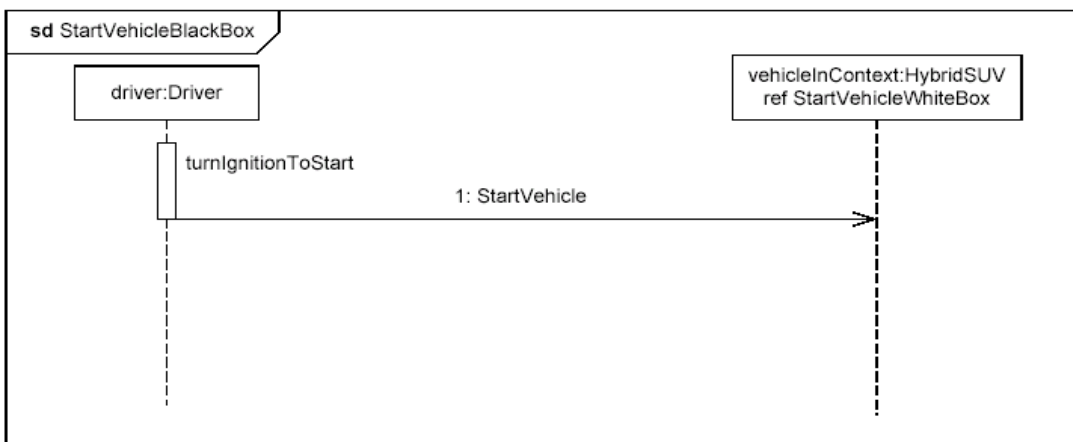 sd StartVehicleBlackBox
driver:Driver
vehicleInContext:HybridSUV
ref StartVehicleWhiteBox
turnIgnitionToStart
1: StartVehicle